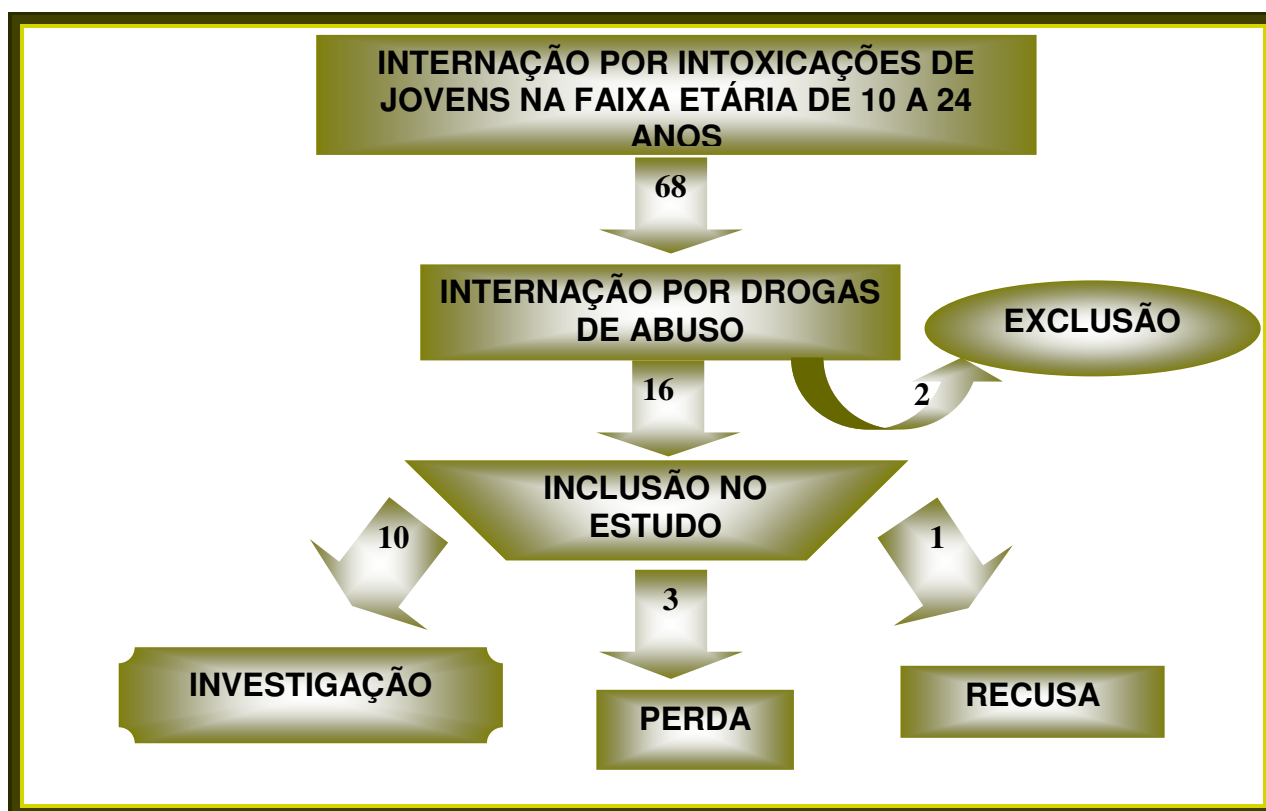 INTERNAÇÃO POR INTOXICAÇÕES DE
JOVENS NA FAIXA ETÁRIA DE 10 A 24
ANOS
68
INTERNAÇÃO POR DROGAS
DE ABUSO
EXCLUSÃO
16
2
INCLUSÃO NO
ESTUDO
10
3
1
INVESTIGAÇÃO
PERDA
RECUSA